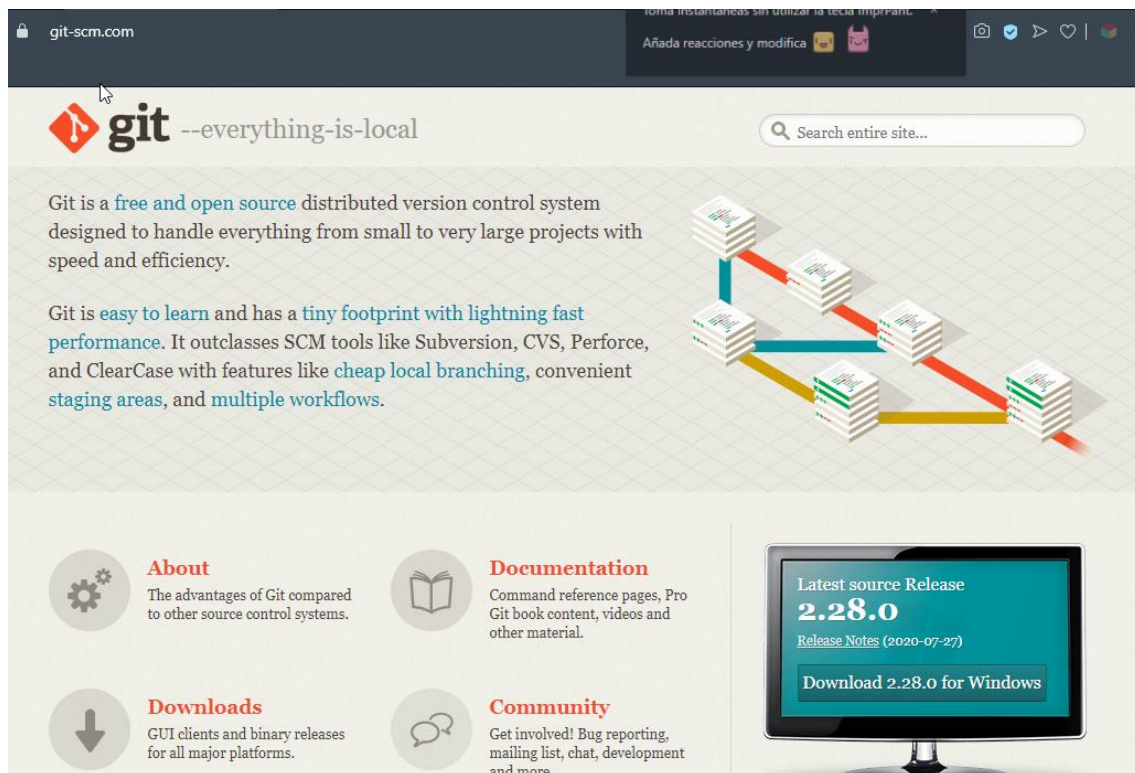 git-scm.com
Toma instantáneas sin utilizar la tecla ImprPant.
Añada reacciones y modifica
git --everything-is-local
Search entire site...
Git is a free and open source distributed version control system
designed to handle everything from small to very large projects with
speed and efficiency.
Git is easy to learn and has a tiny footprint with lightning fast
performance. It outclasses SCM tools like Subversion, CVS, Perforce,
and ClearCase with features like cheap local branching, convenient
staging areas, and multiple workflows.
About
The advantages of Git compared
to other source control systems.
Documentation
Command reference pages, Pro
Git book content, videos and
other material.
Downloads
GUI clients and binary releases
for all major platforms.
Community
Get involved! Bug reporting,
mailing list, chat, development
and more.
Latest source Release
2.28.0
Release Notes (2020-07-27)
Download 2.28.0 for Windows